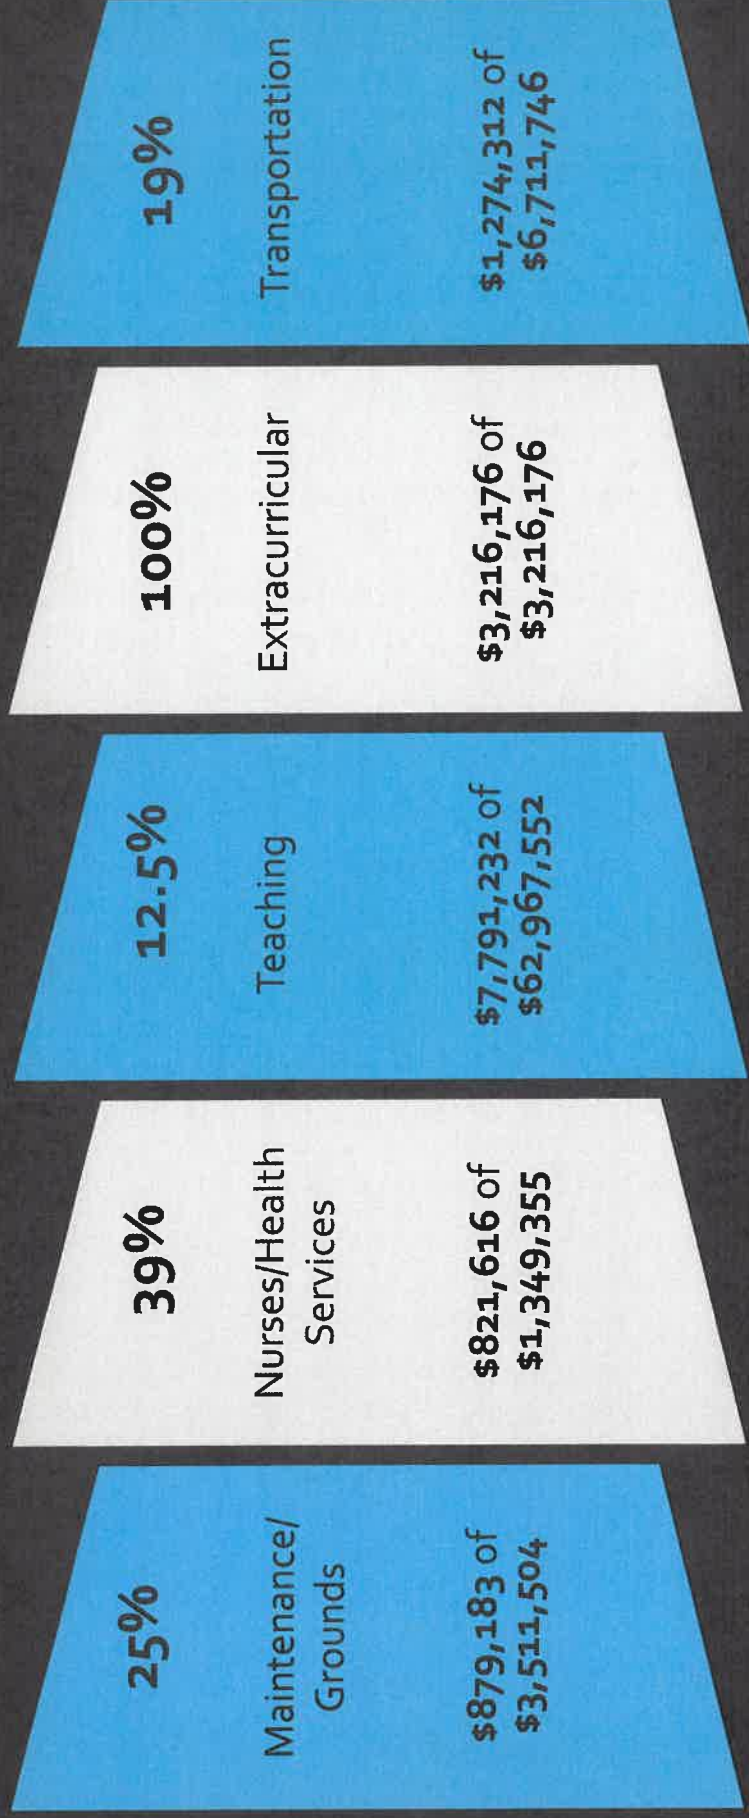 25%
Maintenance/
Grounds
$879,183 of
$3,511,504
39%
Nurses/Health
Services
$821,616 of
$1,349,355
12.5%
Teaching
$7,791,232 of
$62,967,552
100%
Extracurricular
$3,216,176 of
$3,216,176
19%
Transportation
$1,274,312 of
$6,711,746